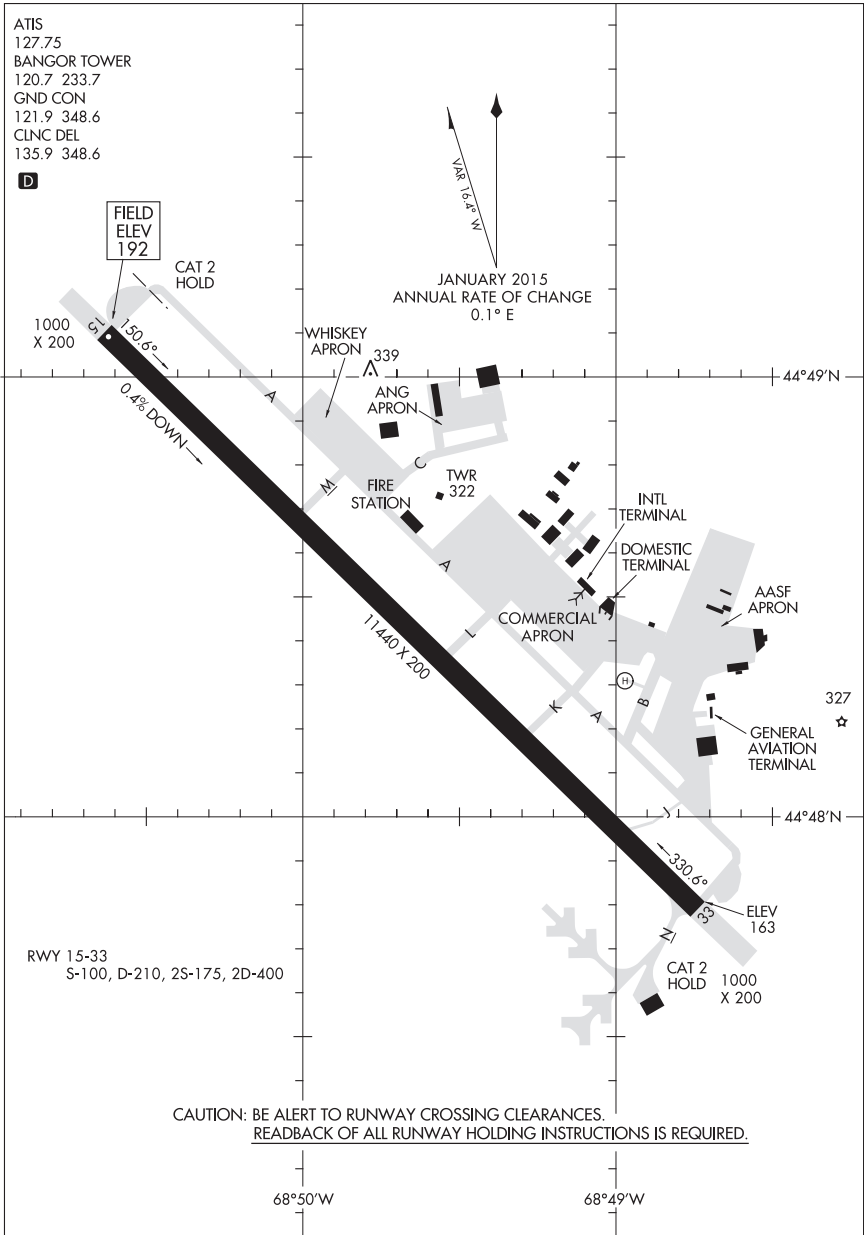 ATIS
127.75
BANGOR TOWER
120.7 233.7
GND CON
121.9 348.6
CLNC DEL
135.9 348.6
D
VAR 16.4° W
JANUARY 2015
ANNUAL RATE OF CHANGE
0.1° E
FIELD
ELEV
192
CAT 2
HOLD
1000
X 200
15
150.6°
0.4% DOWN
A
WHISKEY
APRON
339
ANG
APRON
44°49'N
C
M
FIRE
STATION
TWR
322
INTL
TERMINAL
DOMESTIC
TERMINAL
AASF
APRON
A
COMMERCIAL
APRON
11440 X 200
L
H
K
A
B
327
GENERAL
AVIATION
TERMINAL
J
44°48'N
330.6°
33
ELEV
163
N
CAT 2
HOLD
1000
X 200
RWY 15-33
S-100, D-210, 2S-175, 2D-400
CAUTION: BE ALERT TO RUNWAY CROSSING CLEARANCES.
READBACK OF ALL RUNWAY HOLDING INSTRUCTIONS IS REQUIRED.
68°50'W
68°49'W